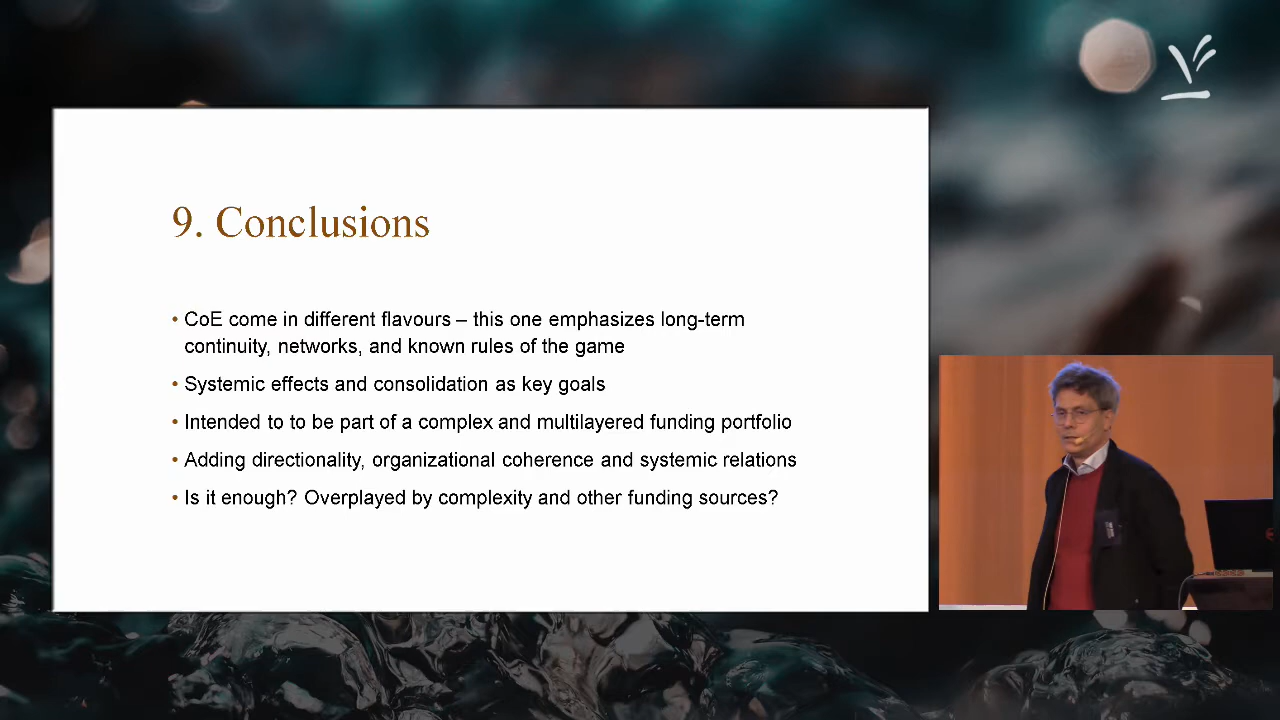 9. Conclusions
• CoE come in different flavours – this one emphasizes long-term
continuity, networks, and known rules of the game
• Systemic effects and consolidation as key goals
• Intended to to be part of a complex and multilayered funding portfolio
• Adding directionality, organizational coherence and systemic relations
• Is it enough? Overplayed by complexity and other funding sources?